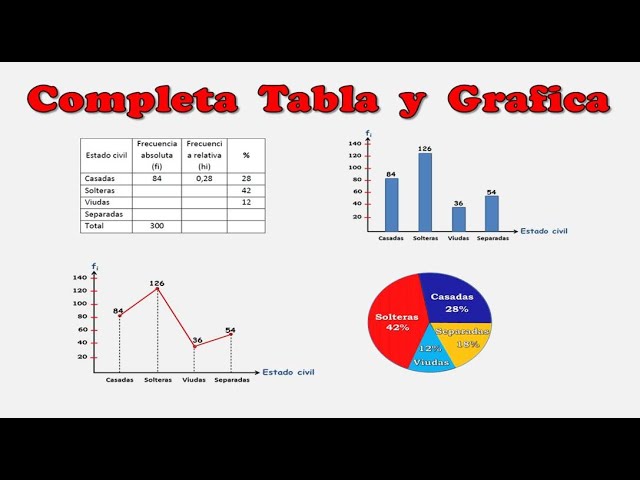 Completa Tabla y Grafica
Estado civil Frecuencia absoluta (fi) Frecuenci a relativa (hi) %
Casadas 84 0,28 28
Solteras 42
Viudas 12
Separadas
Total 300
fi
140
120
100
80
60
40
20
84 126 36 54
Casadas Solteras Viudas Separadas
Estado civil
fi
140
120
100
80
60
40
20
84 126 36 54
Casadas Solteras Viudas Separadas
Estado civil
Casadas
28%
Solteras
42%
Separadas
18%
12%
Viudas